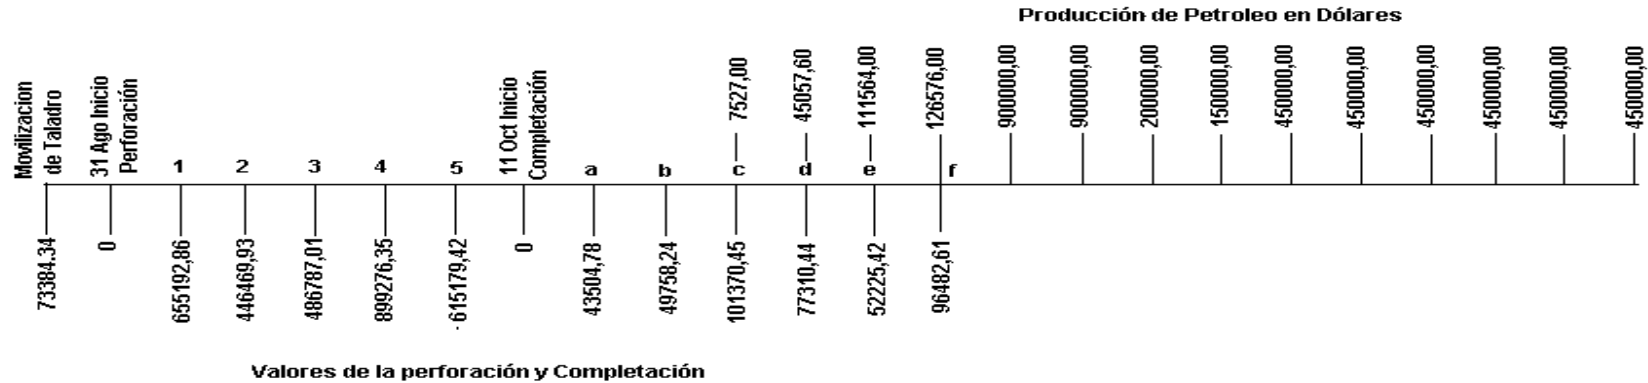 Producción de Petroleo en Dólares
Movilizacion
de Taladro
31 Ago Inicio
Perforación
1
2
3
4
5
11 Oct Inicio
Completación
a
b
c
7527,00
d
45057,60
e
111564,00
f
126576,00
900000,00
900000,00
200000,00
150000,00
450000,00
450000,00
450000,00
450000,00
450000,00
450000,00
73384.34
0
655192,86
446469,93
486787,01
899276,35
615179,42
0
43504,78
49758,24
101370,45
77310,44
52225,42
96482,61
Valores de la perforación y Completación